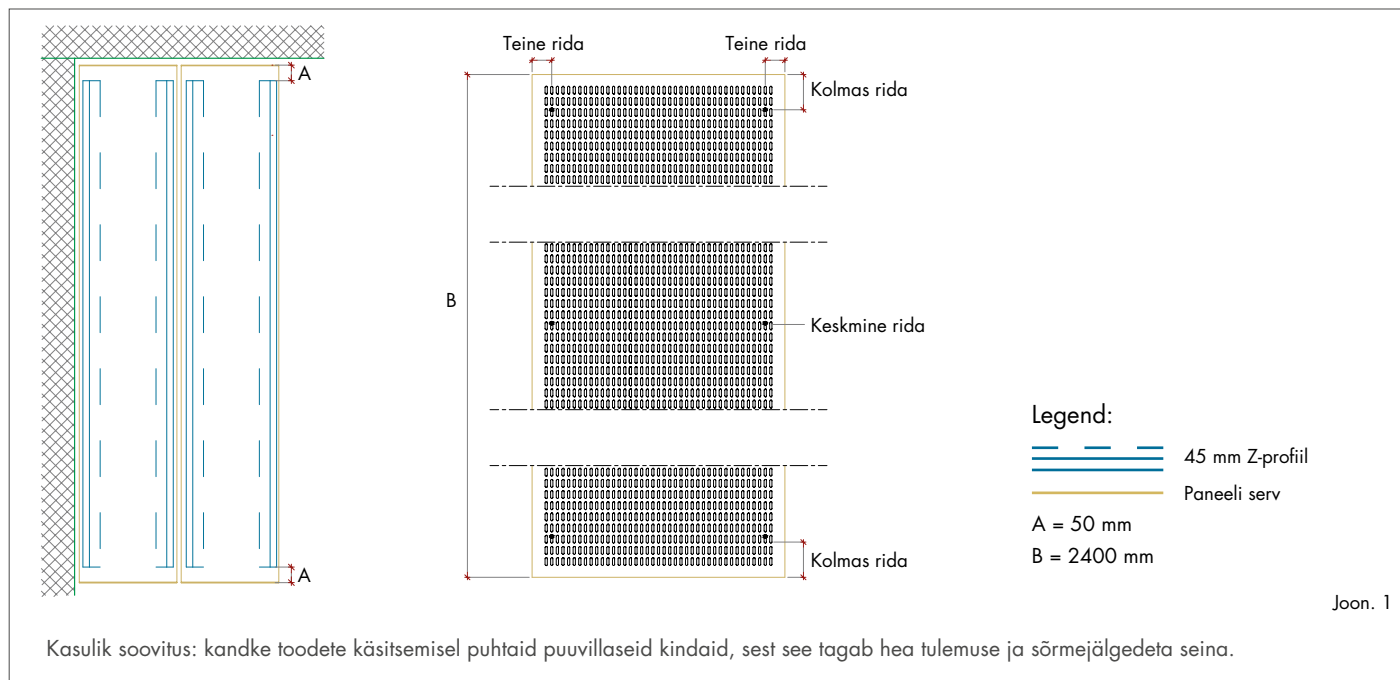 Teine rida
Teine rida
A
Kolmas rida
B
Keskmine rida
Kolmas rida
A
Legend:
45 mm Z-profiil
Paneeli serv
A = 50 mm
B = 2400 mm
Joon. 1
Kasulik soovitus: kandke toodete käsitsemisel puhtaid puuvillaseid kindaid, sest see tagab hea tulemuse ja sõrmejälgedeta seina.